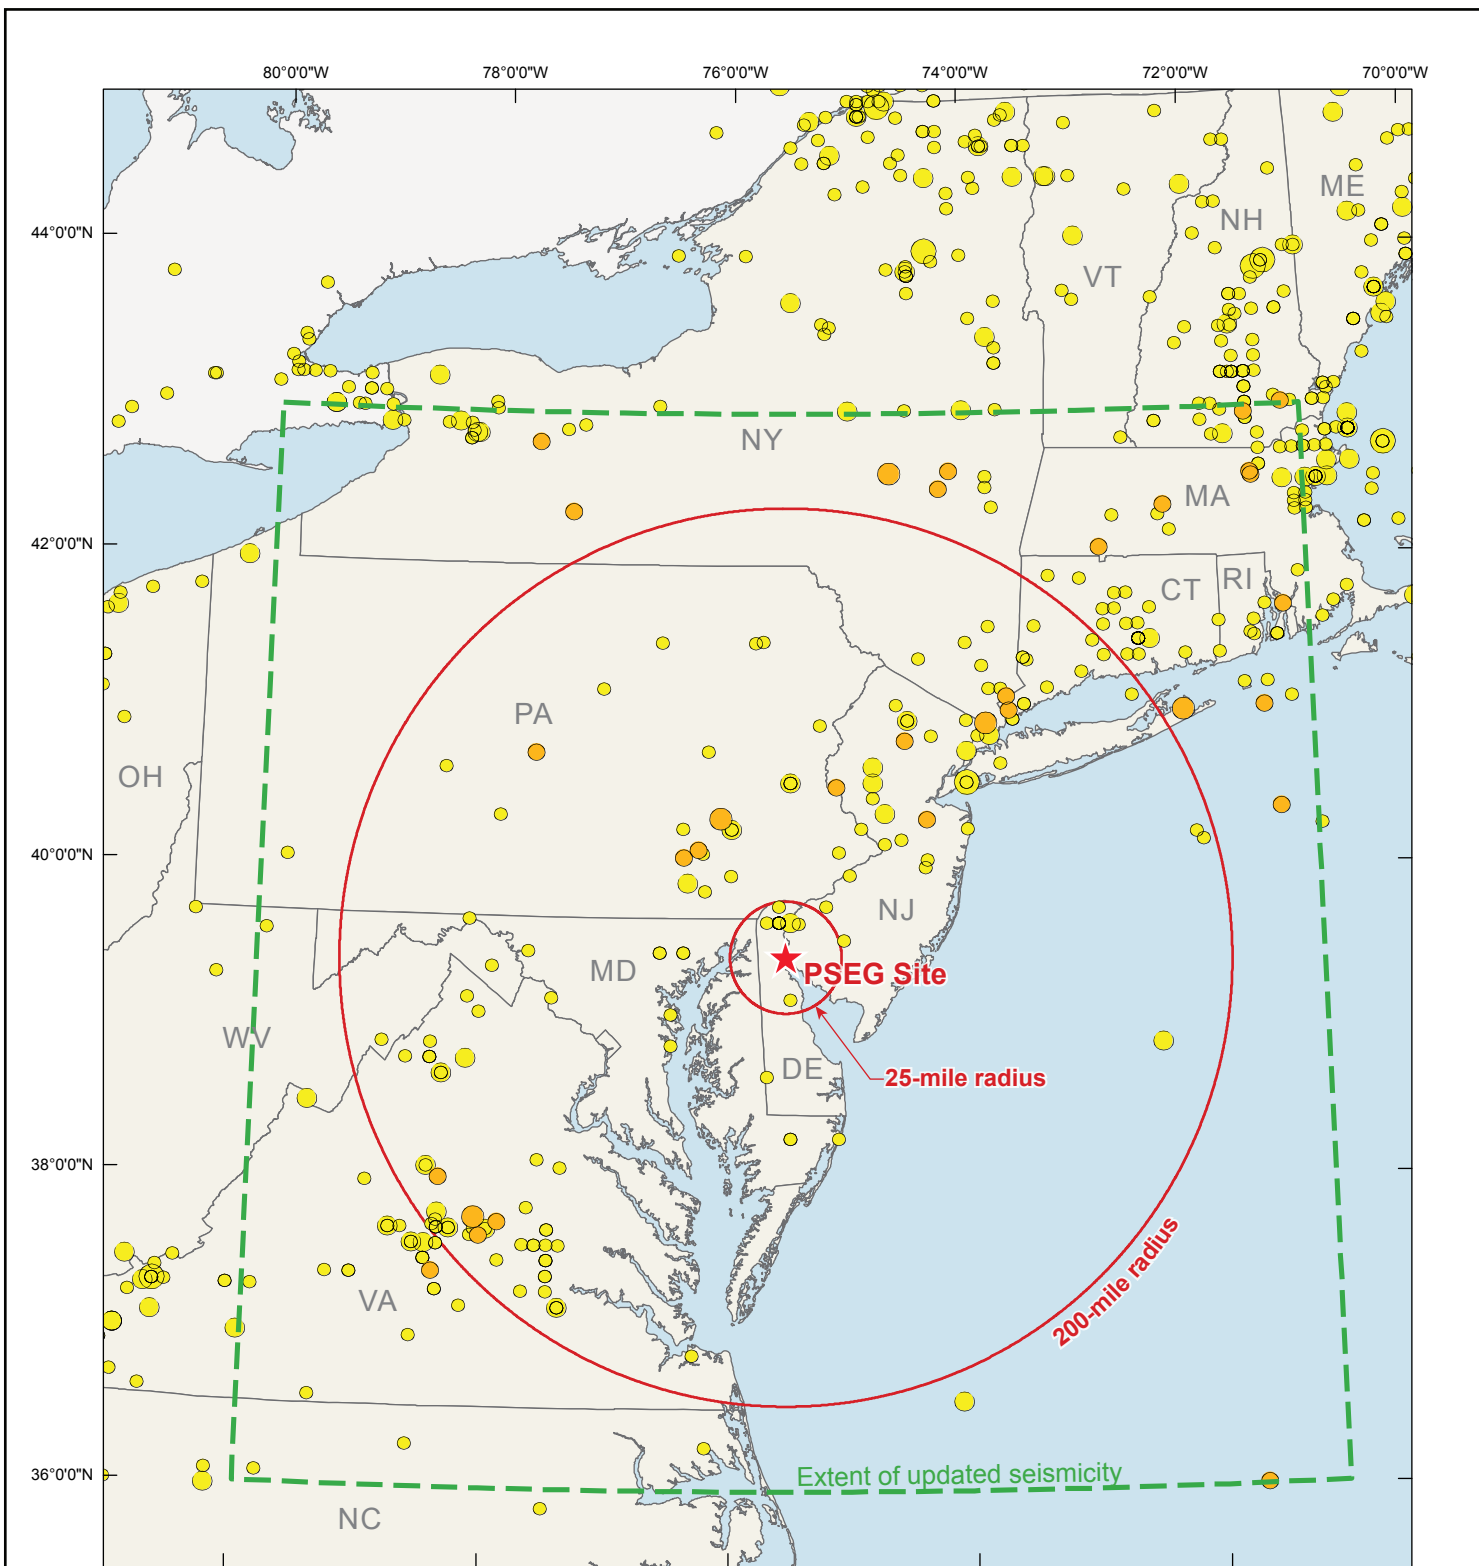 80°0'0"W 78°0'0"W 76°0'0"W 74°0'0"W 72°0'0"W 70°0'0"W
ME
NH
44°0'0"N
VT
NY
MA
42°0'0"N
CT RI
PA
OH
40°0'0"N
NJ
MD
PSEG Site
WV
DE
25-mile radius
38°0'0"N
200-mile radius
VA
36°0'0"N
Extent of updated seismicity
NC